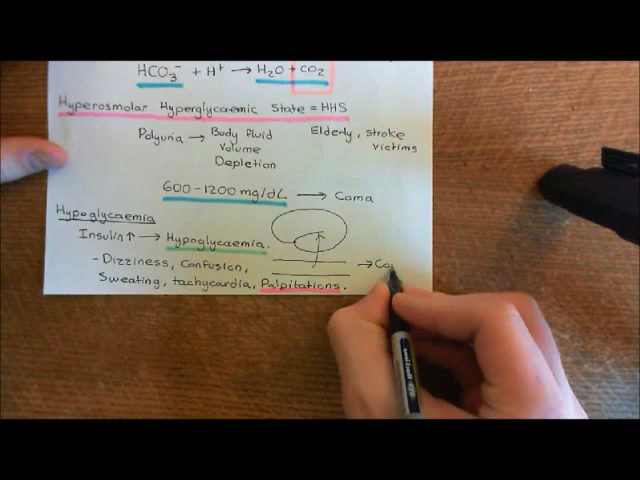 HCO₃⁻ + H⁺ → H₂O + CO₂
Hyperosmolar Hyperglycaemic State = HHS
Polyuria → Body fluid
Volume
Depletion
Elderly, stroke
victims
600 - 1200 mg/dL → Coma
Hypoglycaemia
Insulin↑ → Hypoglycaemia.
- Dizziness, confusion,
Sweating, tachycardia, Palpitations.
→ Co